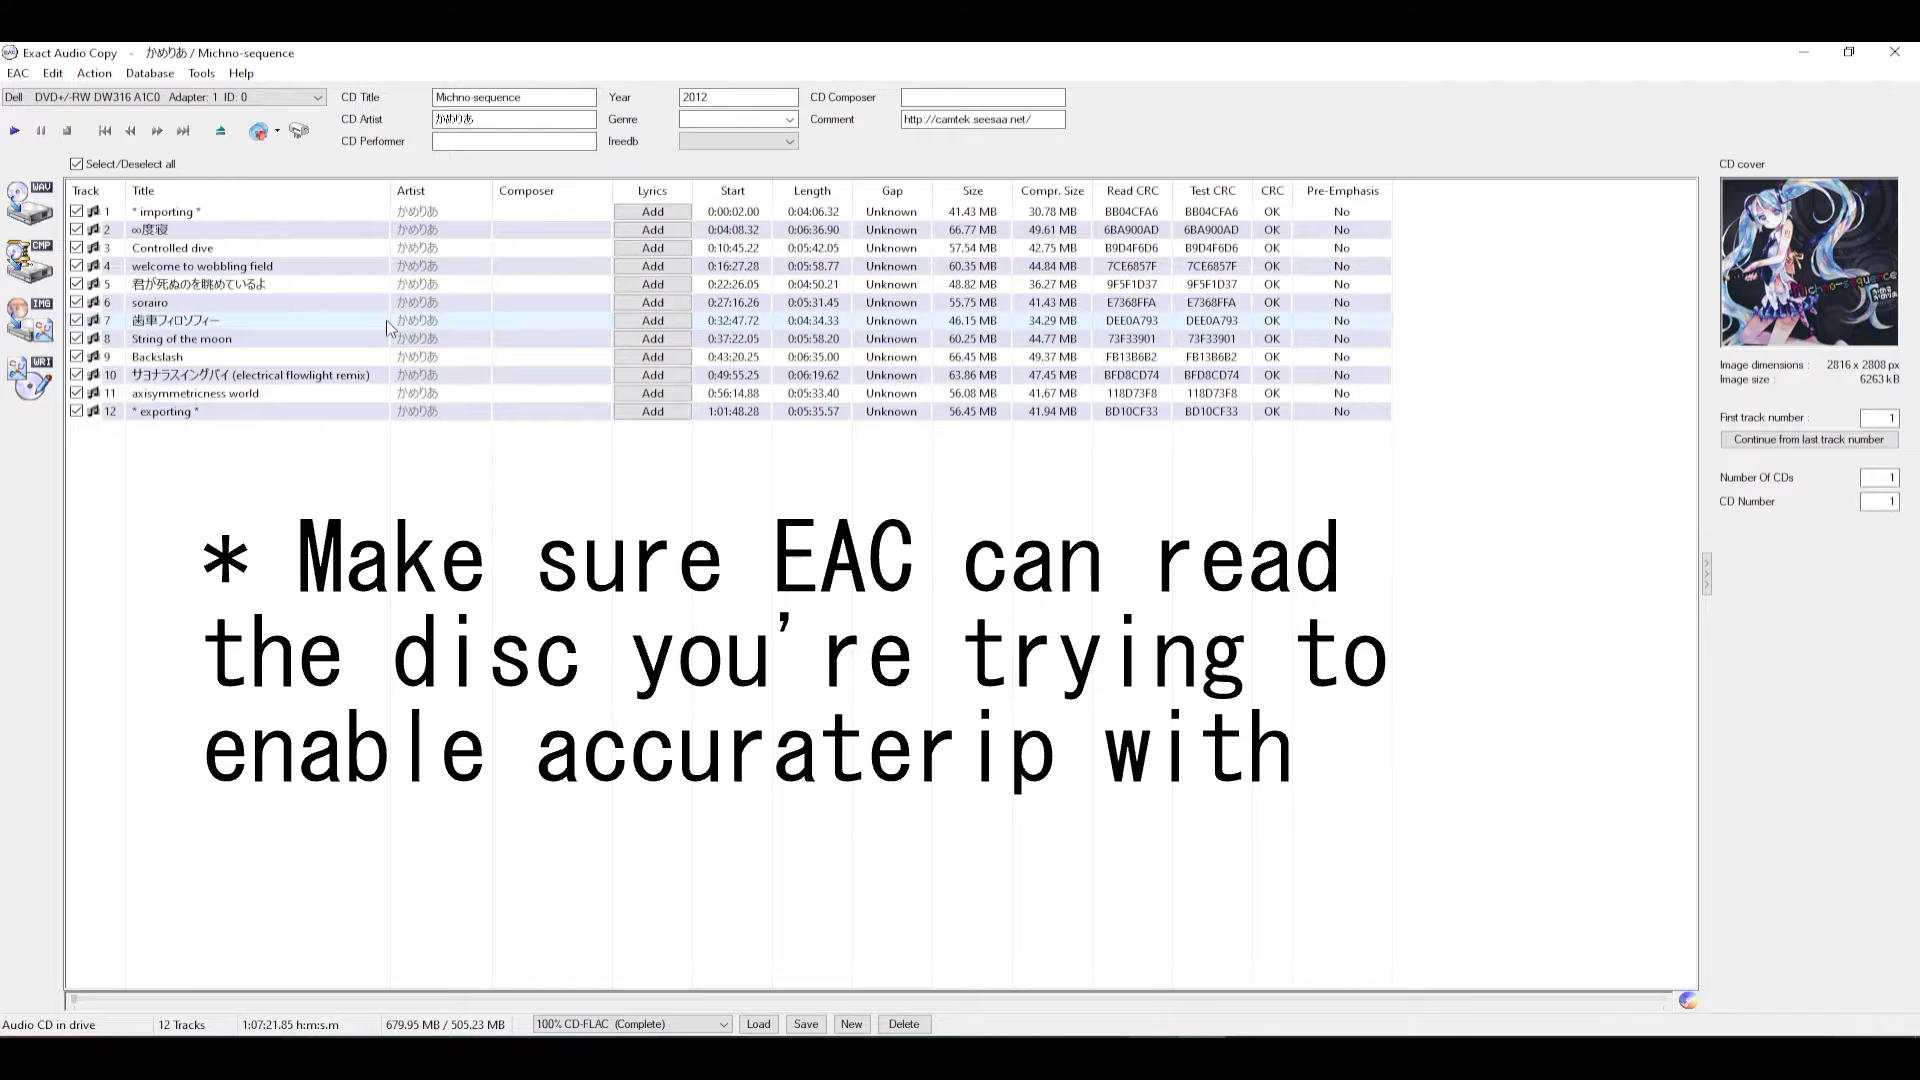 Exact Audio Copy - かめりあ / Michno-sequence
EAC Edit Action Database Tools Help
Dell DVD+/-RW DW316 A1C0 Adapter: 1 ID: 0
CD Title Michno-sequence Year 2012 CD Composer
CD Artist かめりあ Genre Comment http://camtek.seesaa.net/
CD Performer freedb
Select/Deselect all
CD cover
WAV
CMP
IMG
WRI
Track Title Artist Composer Lyrics Start Length Gap Size Compr. Size Read CRC Test CRC CRC Pre-Emphasis
1 * importing * かめりあ Add 0:00:02.00 0:04:06.32 Unknown 41.43 MB 30.78 MB BB04CFA6 BB04CFA6 OK No
2 ∞度寝 かめりあ Add 0:04:08.32 0:06:36.90 Unknown 66.77 MB 49.61 MB 6BA900AD 6BA900AD OK No
3 Controlled dive かめりあ Add 0:10:45.22 0:05:42.05 Unknown 57.54 MB 42.75 MB B9D4F6D6 B9D4F6D6 OK No
4 welcome to wobbling field かめりあ Add 0:16:27.28 0:05:58.77 Unknown 60.35 MB 44.84 MB 7CE6857F 7CE6857F OK No
5 君が死ぬのを眺めているよ かめりあ Add 0:22:26.05 0:04:50.21 Unknown 48.82 MB 36.27 MB 9F5F1D37 9F5F1D37 OK No
6 sorairo かめりあ Add 0:27:16.26 0:05:31.45 Unknown 55.75 MB 41.43 MB E7368FFA E7368FFA OK No
7 歯車フィロソフィー かめりあ Add 0:32:47.72 0:04:34.33 Unknown 46.15 MB 34.29 MB DEE0A793 DEE0A793 OK No
8 String of the moon かめりあ Add 0:37:22.05 0:05:58.20 Unknown 60.25 MB 44.77 MB 73F33901 73F33901 OK No
9 Backslash かめりあ Add 0:43:20.25 0:06:35.00 Unknown 66.45 MB 49.37 MB FB13B6B2 FB13B6B2 OK No
10 サヨナラスイングバイ (electrical flowlight remix) かめりあ Add 0:49:55.25 0:06:19.62 Unknown 63.86 MB 47.45 MB BFD8CD74 BFD8CD74 OK No
11 axisymmetricness world かめりあ Add 0:56:14.88 0:05:33.40 Unknown 56.08 MB 41.67 MB 118D73F8 118D73F8 OK No
12 * exporting * かめりあ Add 1:01:48.28 0:05:35.57 Unknown 56.45 MB 41.94 MB BD10CF33 BD10CF33 OK No
Michno-sequence
Image dimensions : 2816 x 2808 px
Image size : 6263 kB
First track number : 1
Continue from last track number
Number Of CDs 1
CD Number 1
* Make sure EAC can read
the disc you're trying to
enable accuraterip with
Audio CD in drive 12 Tracks 1:07:21.85 h:m:s.m 679.95 MB / 505.23 MB 100% CD-FLAC (Complete) Load Save New Delete